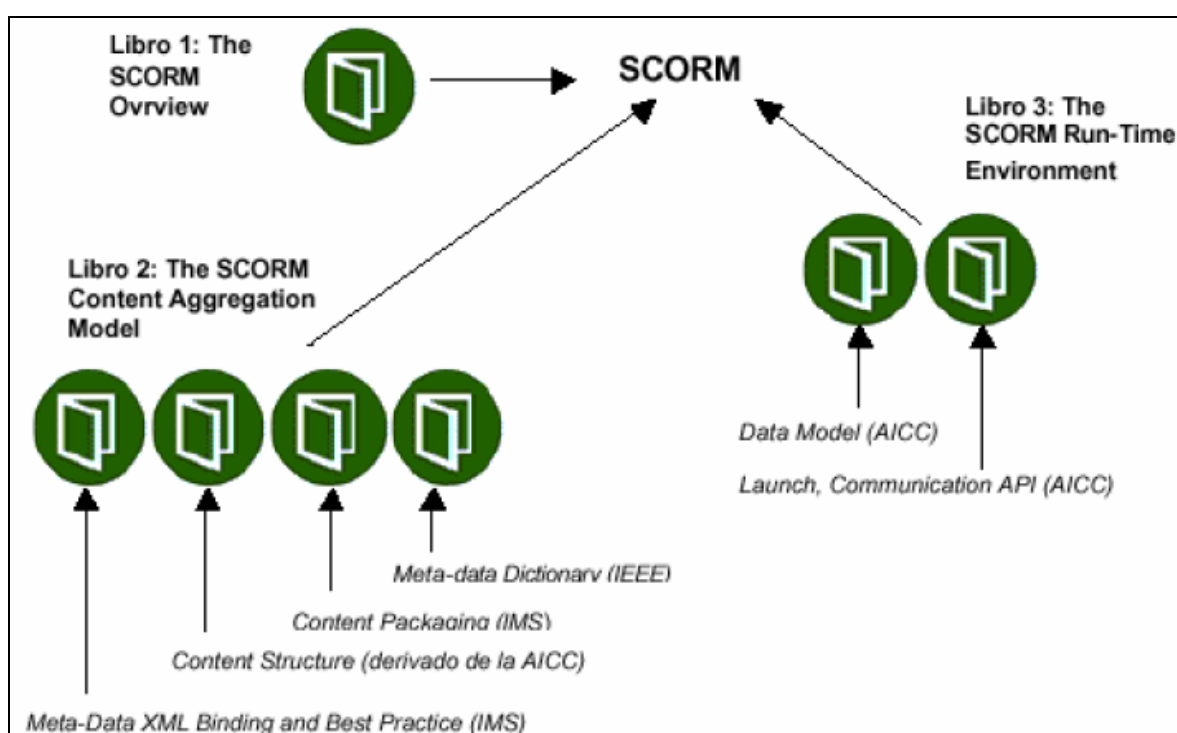 Libro 1: The
SCORM
Ovrview
SCORM
Libro 3: The
SCORM Run-Time
Environment
Libro 2: The SCORM
Content Aggregation
Model
Data Model (AICC)
Launch, Communication API (AICC)
Meta-data Dictionary (IEEE)
Content Packaging (IMS)
Content Structure (derivado de la AICC)
Meta-Data XML Binding and Best Practice (IMS)